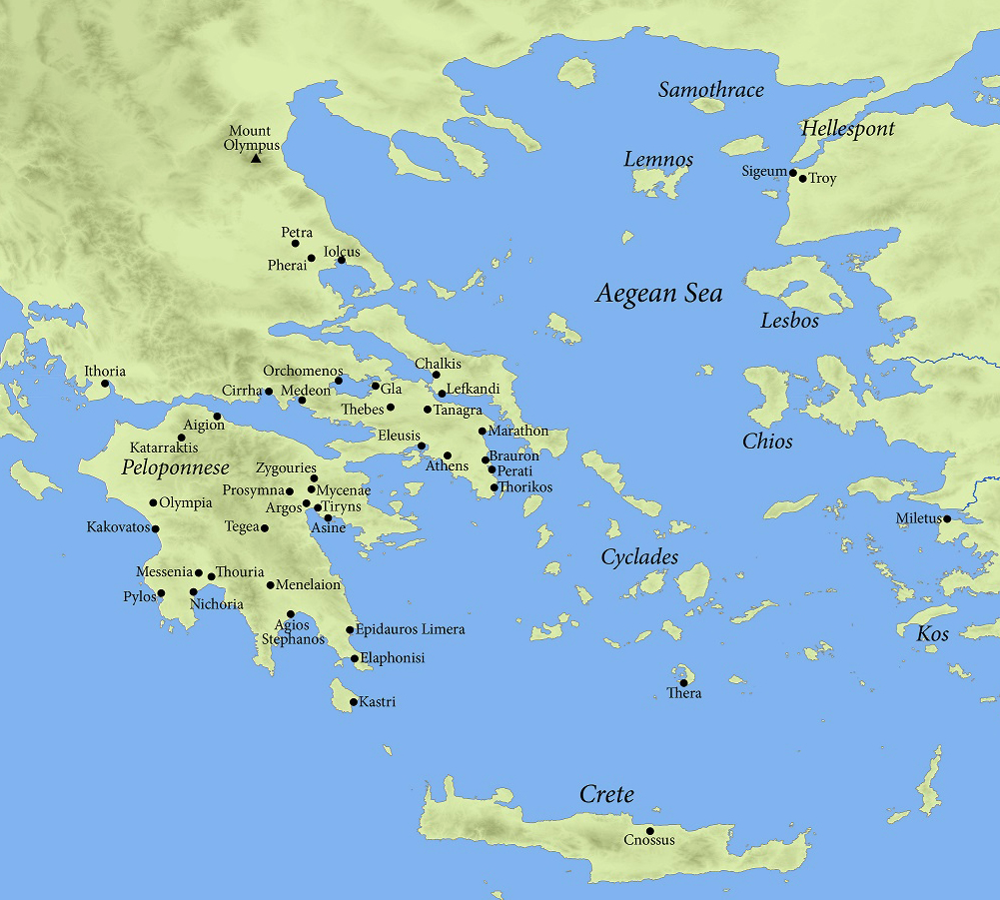 Samothrace
Hellespont
Mount
Olympus
Lemnos
Sigeum
Troy
Petra
Iolcus
Pherai
Aegean Sea
Lesbos
Ithoria
Orchomenos
Chalkis
Cirrha
Medeon
Gla
Lefkandi
Thebes
Tanagra
Aigion
Katarraktis
Eleusis
Marathon
Chios
Peloponnese
Zygouries
Athens
Brauron
Perati
Prosymna
Mycenae
Thorikos
Olympia
Argos
Tiryns
Kakovatos
Tegea
Asine
Miletus
Cyclades
Messenia
Thouria
Menelaion
Pylos
Nichoria
Agios
Stephanos
Epidauros Limera
Kos
Elaphonisi
Thera
Kastri
Crete
Cnossus